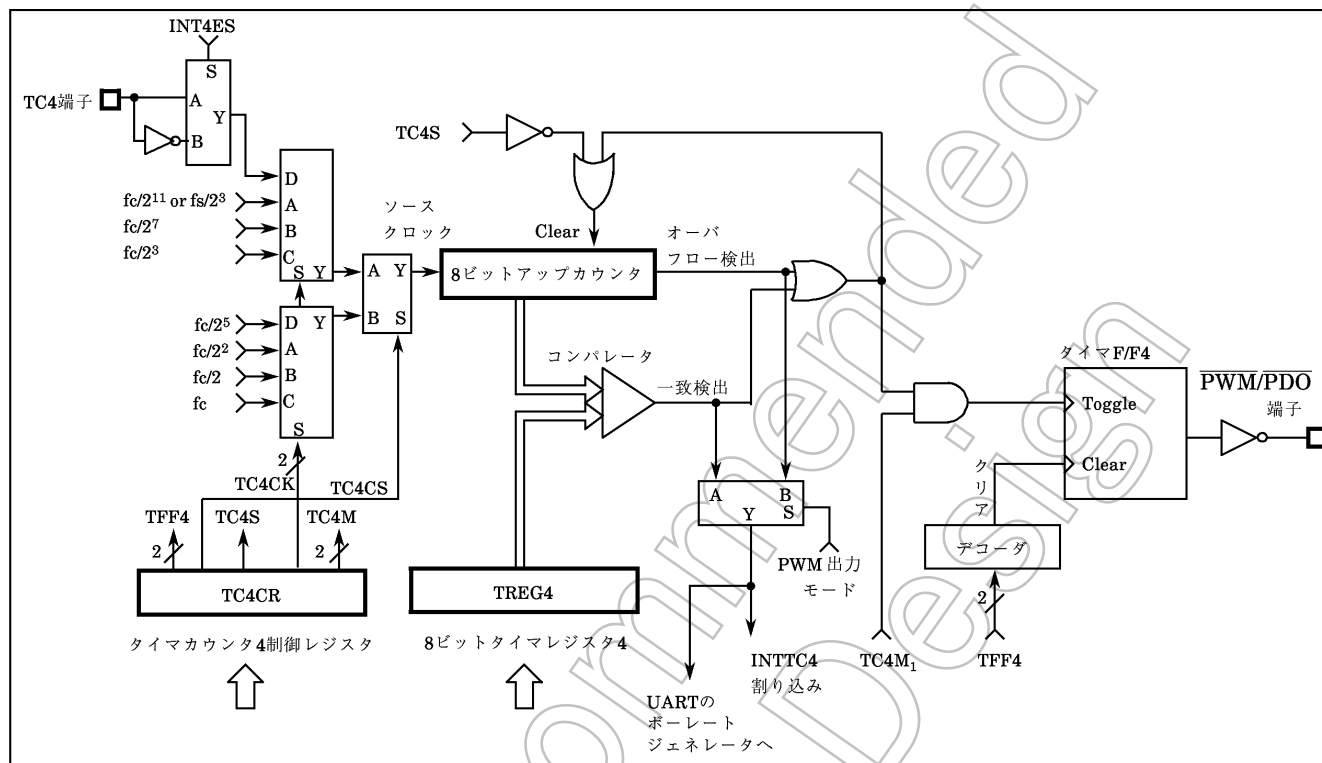 INT4ES
S
TC4端子
A
Y
B
TC4S
D
fc/2¹¹ or fs/2³
A
fc/2⁷
B
fc/2³
C
S Y
ソース
クロック
Clear
オーバ
フロー検出
A Y
B S
8ビットアップカウンタ
fc/2⁵
D Y
fc/2²
A
fc/2
B
fc
C
S
コンパレータ
一致検出
タイマF/F4
Toggle
Clear
PWM/PDO
端子
2
TC4CK
TC4CS
クリア
A B
Y S
デコーダ
TFF4
TC4S
TC4M
2
2
PWM 出力
モード
2
TC4CR
TREG4
タイマカウンタ4制御レジスタ
8ビットタイマレジスタ4
INTTC4
割り込み
TC4M₁
TFF4
UARTの
ボーレート
ジェネレータへ
ommended
Design